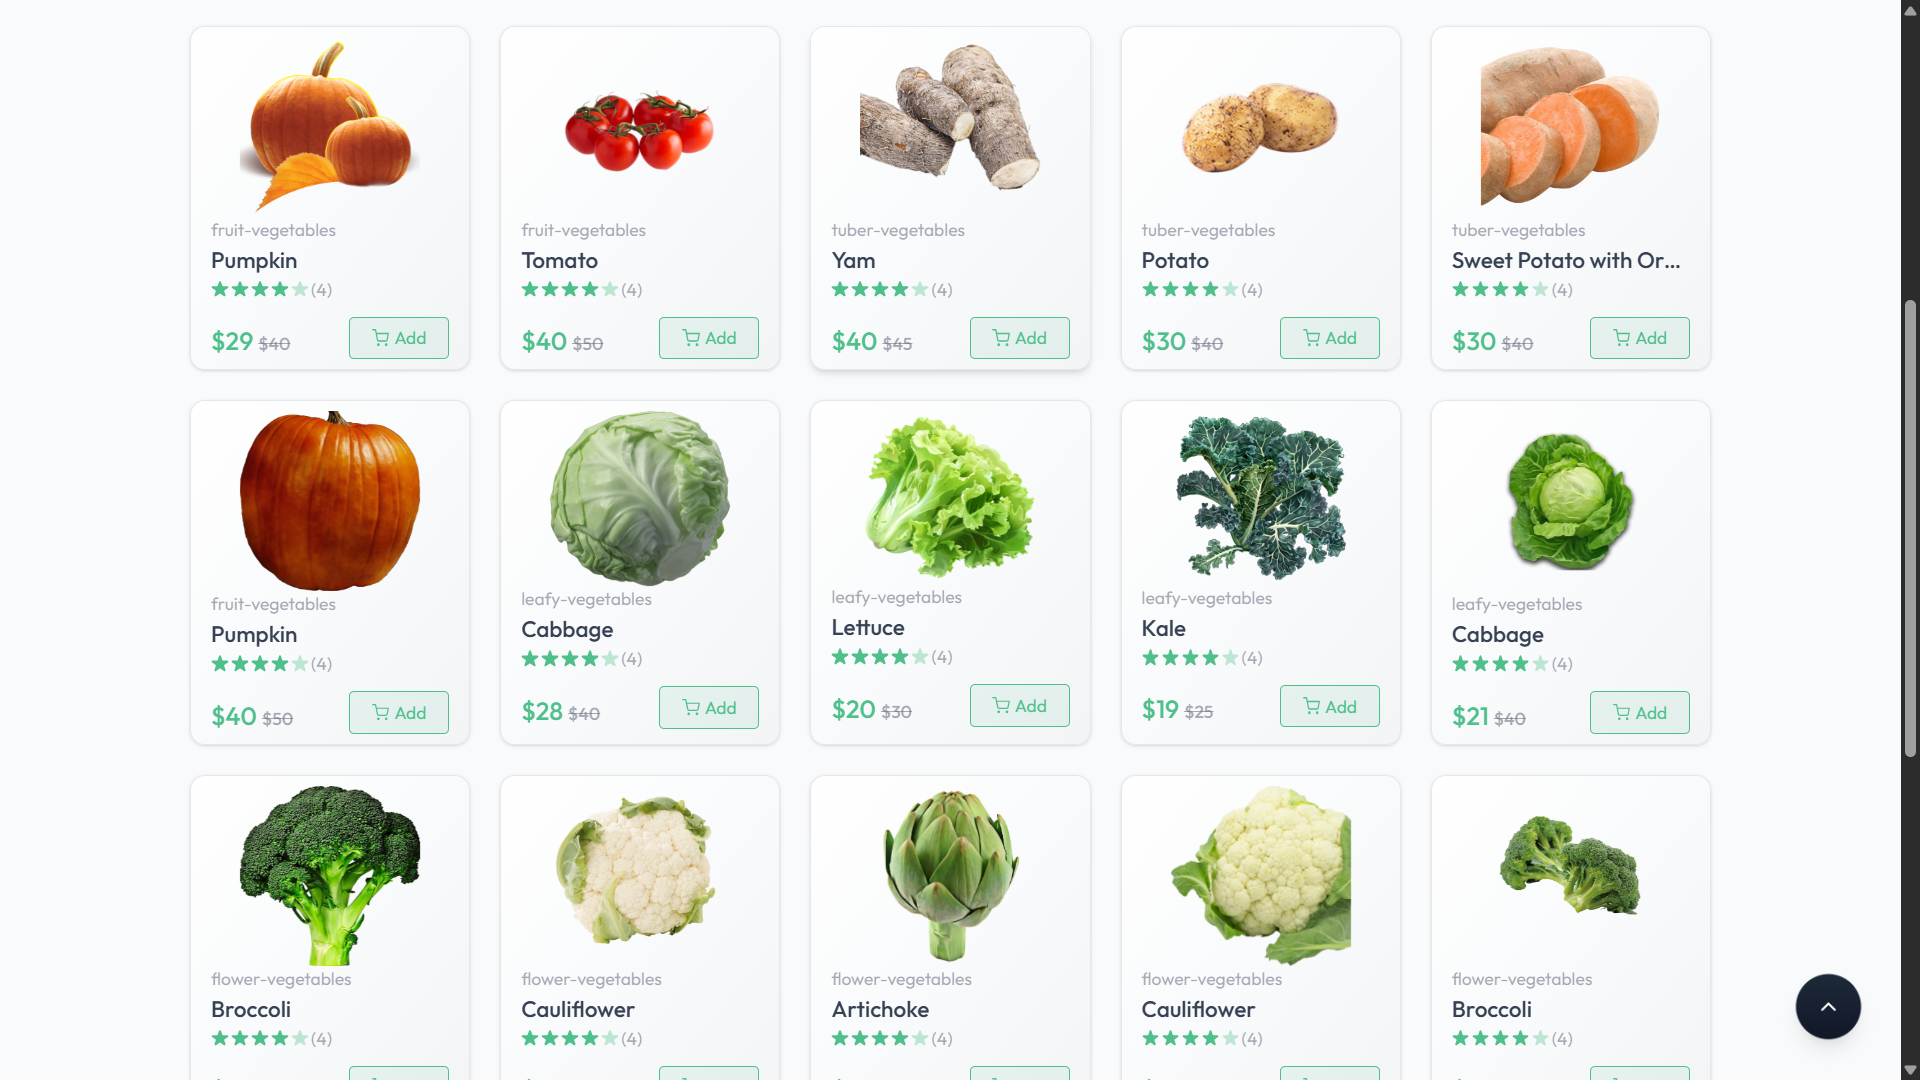 fruit-vegetables
Pumpkin
(4)
$29 $40
Add
fruit-vegetables
Tomato
(4)
$40 $50
Add
tuber-vegetables
Yam
(4)
$40 $45
Add
tuber-vegetables
Potato
(4)
$30 $40
Add
tuber-vegetables
Sweet Potato with Or...
(4)
$30 $40
Add
fruit-vegetables
Pumpkin
(4)
$40 $50
Add
leafy-vegetables
Cabbage
(4)
$28 $40
Add
leafy-vegetables
Lettuce
(4)
$20 $30
Add
leafy-vegetables
Kale
(4)
$19 $25
Add
leafy-vegetables
Cabbage
(4)
$21 $40
Add
flower-vegetables
Broccoli
(4)
flower-vegetables
Cauliflower
(4)
flower-vegetables
Artichoke
(4)
flower-vegetables
Cauliflower
(4)
flower-vegetables
Broccoli
(4)